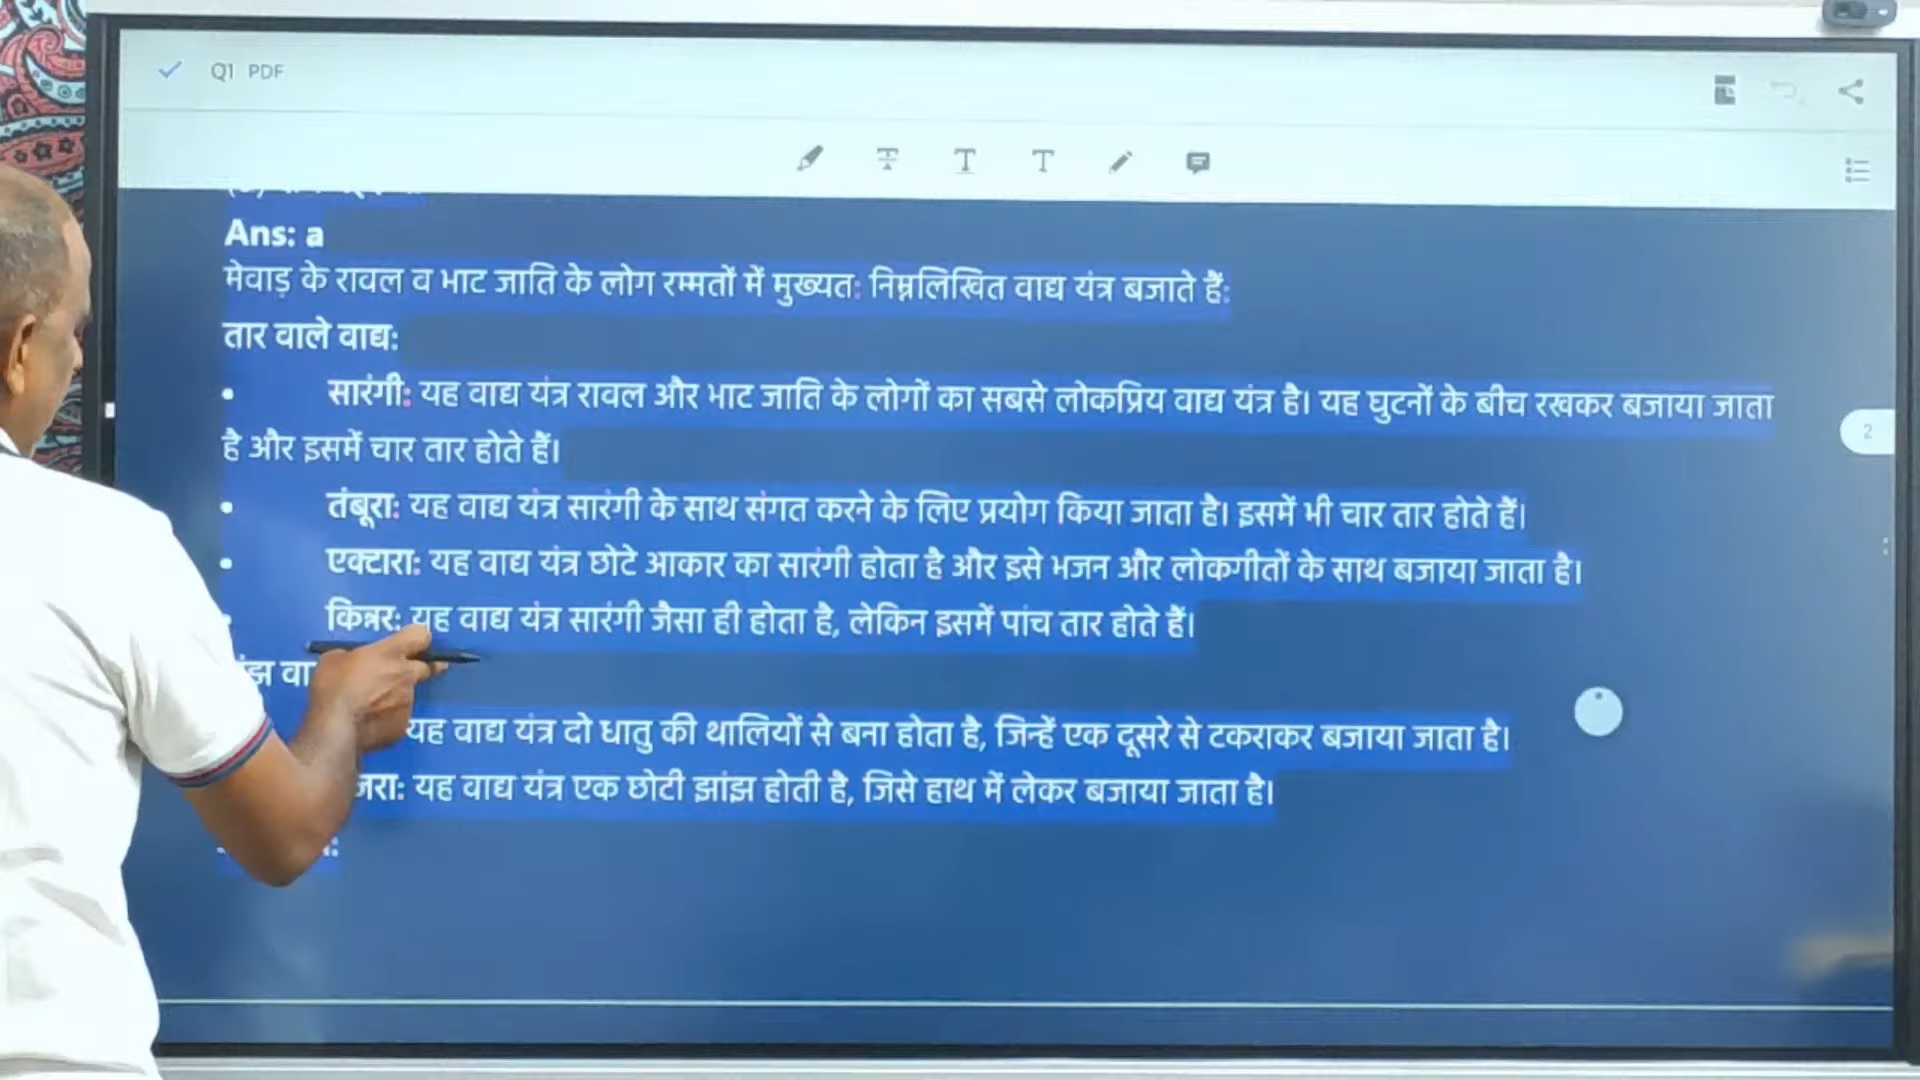 Q1 PDF
Ans: a
मेवाड़ के रावल व भाट जाति के लोग रम्मतों में मुख्यत: निम्नलिखित वाद्य यंत्र बजाते हैं:
तार वाले वाद्य:
• सारंगी: यह वाद्य यंत्र रावल और भाट जाति के लोगों का सबसे लोकप्रिय वाद्य यंत्र है। यह घुटनों के बीच रखकर बजाया जाता
है और इसमें चार तार होते हैं।
2
• तंबूरा: यह वाद्य यंत्र सारंगी के साथ संगत करने के लिए प्रयोग किया जाता है। इसमें भी चार तार होते हैं।
• एक्टारा: यह वाद्य यंत्र छोटे आकार का सारंगी होता है और इसे भजन और लोकगीतों के साथ बजाया जाता है।
• किन्नर: यह वाद्य यंत्र सारंगी जैसा ही होता है, लेकिन इसमें पांच तार होते हैं।
यह वाद्य यंत्र दो धातु की थालियों से बना होता है, जिन्हें एक दूसरे से टकराकर बजाया जाता है।
यह वाद्य यंत्र एक छोटी झांझ होती है, जिसे हाथ में लेकर बजाया जाता है।